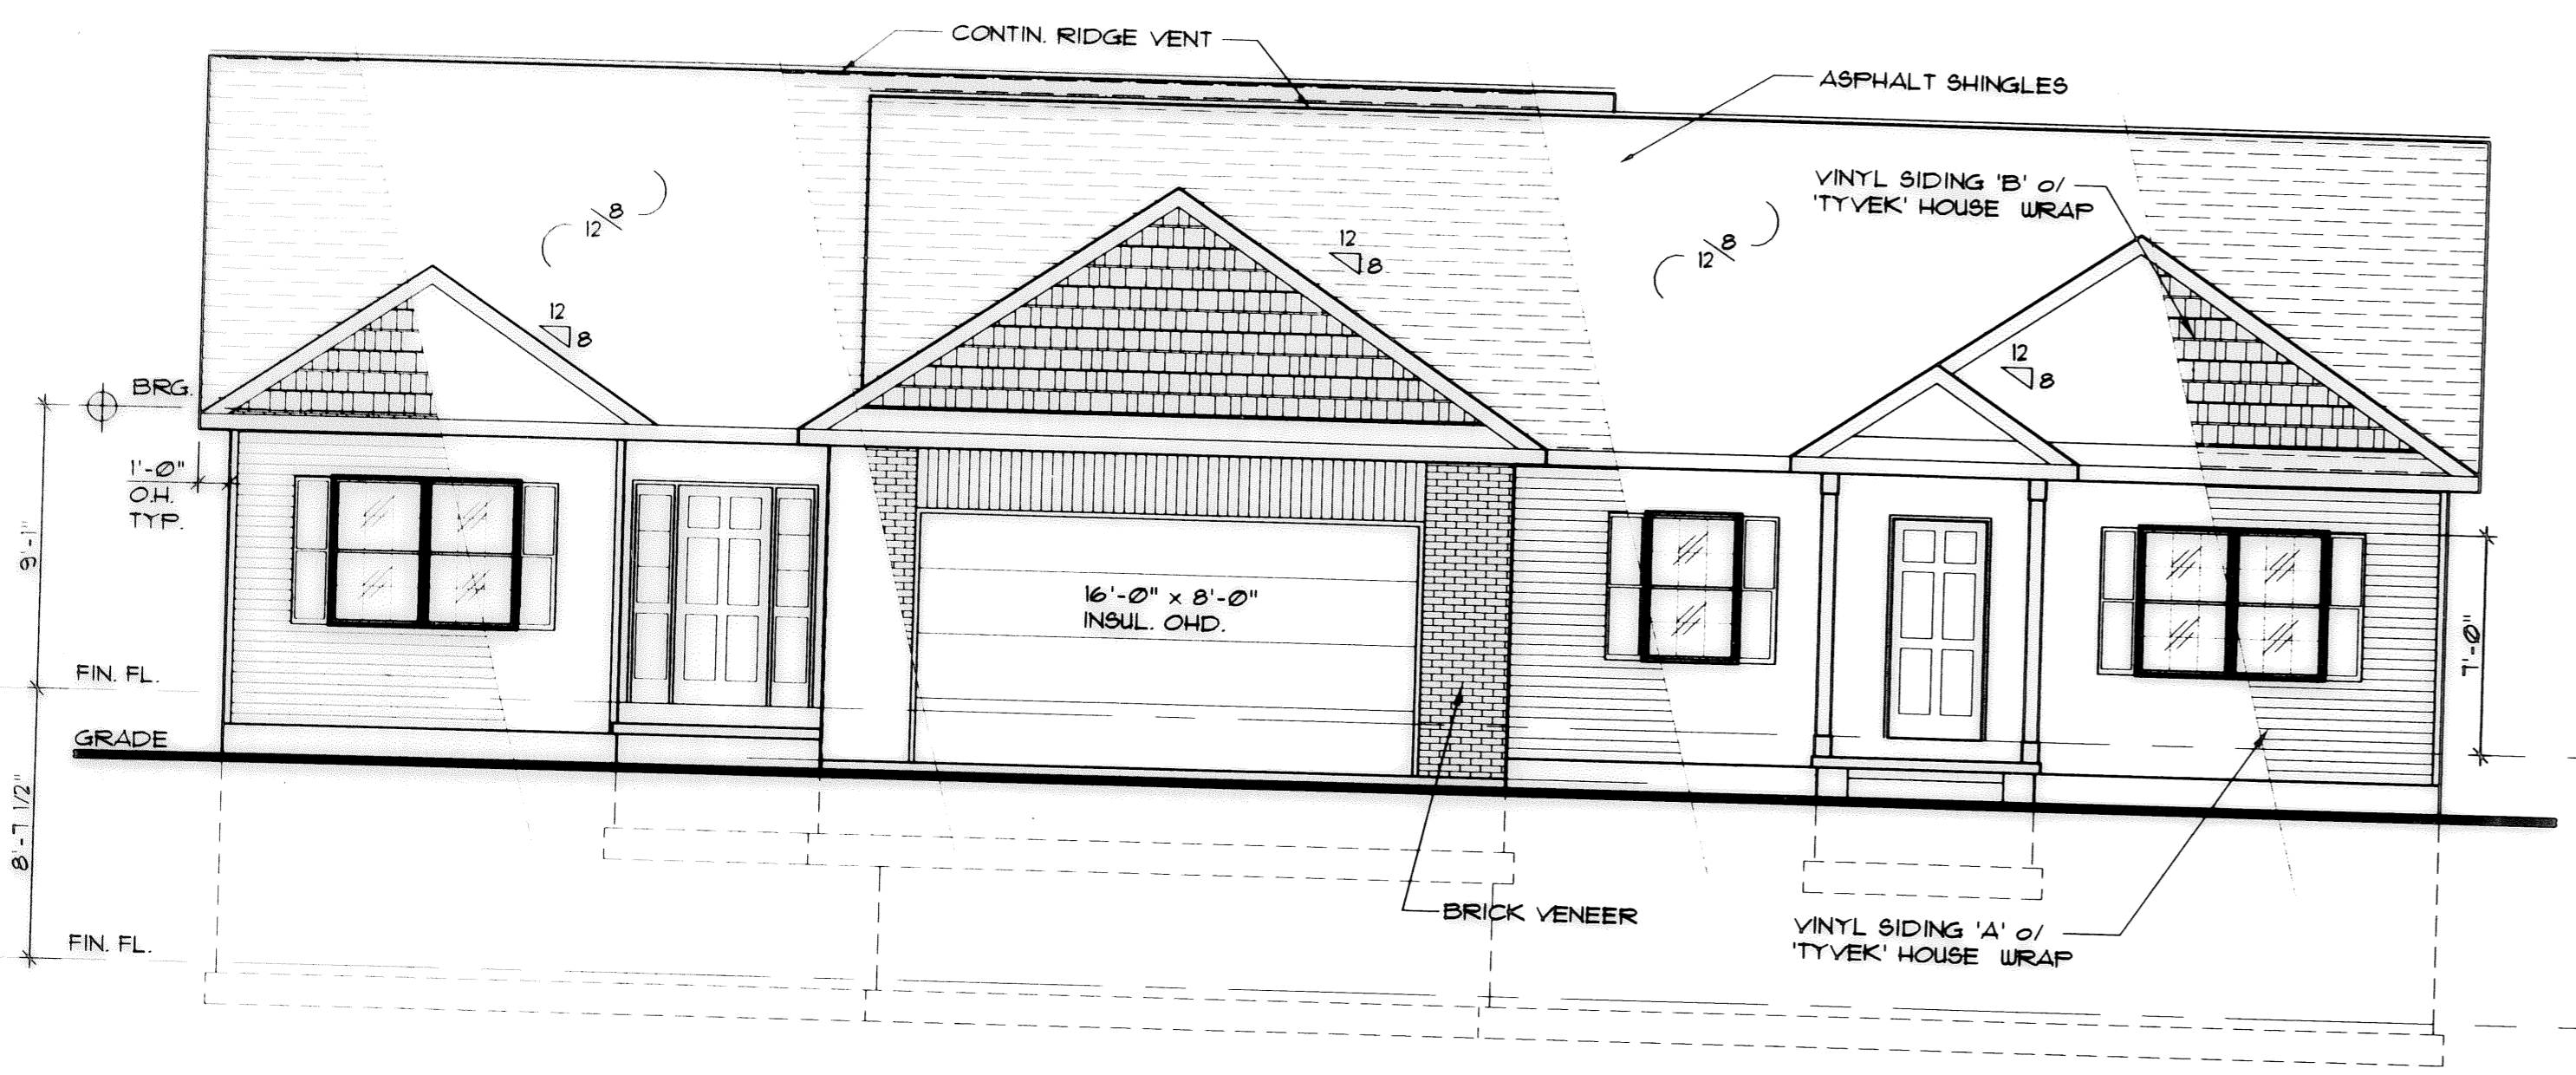 CONTIN. RIDGE VENT
ASPHALT SHINGLES
VINYL SIDING 'B' o/
'TYVEK' HOUSE WRAP
12/8
12/8
12
8
12
8
12
8
BRG.
1'-0"
O.H.
TYP.
9'-1"
16'-0" x 8'-0"
INSUL. OHD.
7'-0"
FIN. FL.
GRADE
8'-7 1/2"
BRICK VENEER
VINYL SIDING 'A' o/
'TYVEK' HOUSE WRAP
FIN. FL.